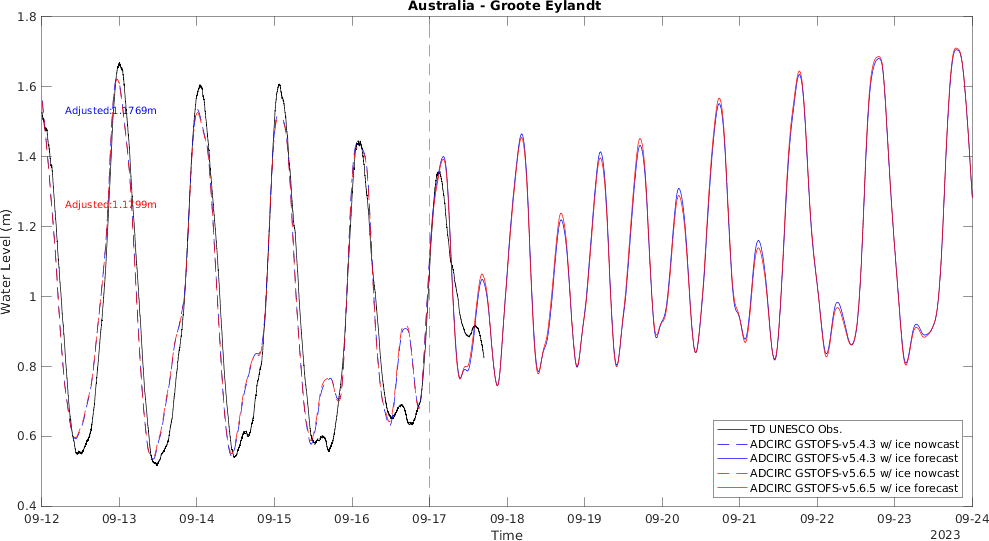 Australia - Groote Eylandt
1.8
1.6
1.4
1.2
1
0.8
0.6
0.4
Water Level (m)
Adjusted:1.1769m
Adjusted:1.1799m
TD UNESCO Obs.
ADCIRC GSTOFS-v5.4.3 w/ ice nowcast
ADCIRC GSTOFS-v5.4.3 w/ ice forecast
ADCIRC GSTOFS-v5.6.5 w/ ice nowcast
ADCIRC GSTOFS-v5.6.5 w/ ice forecast
09-12 09-13 09-14 09-15 09-16 09-17 09-18 09-19 09-20 09-21 09-22 09-23 09-24
Time
2023